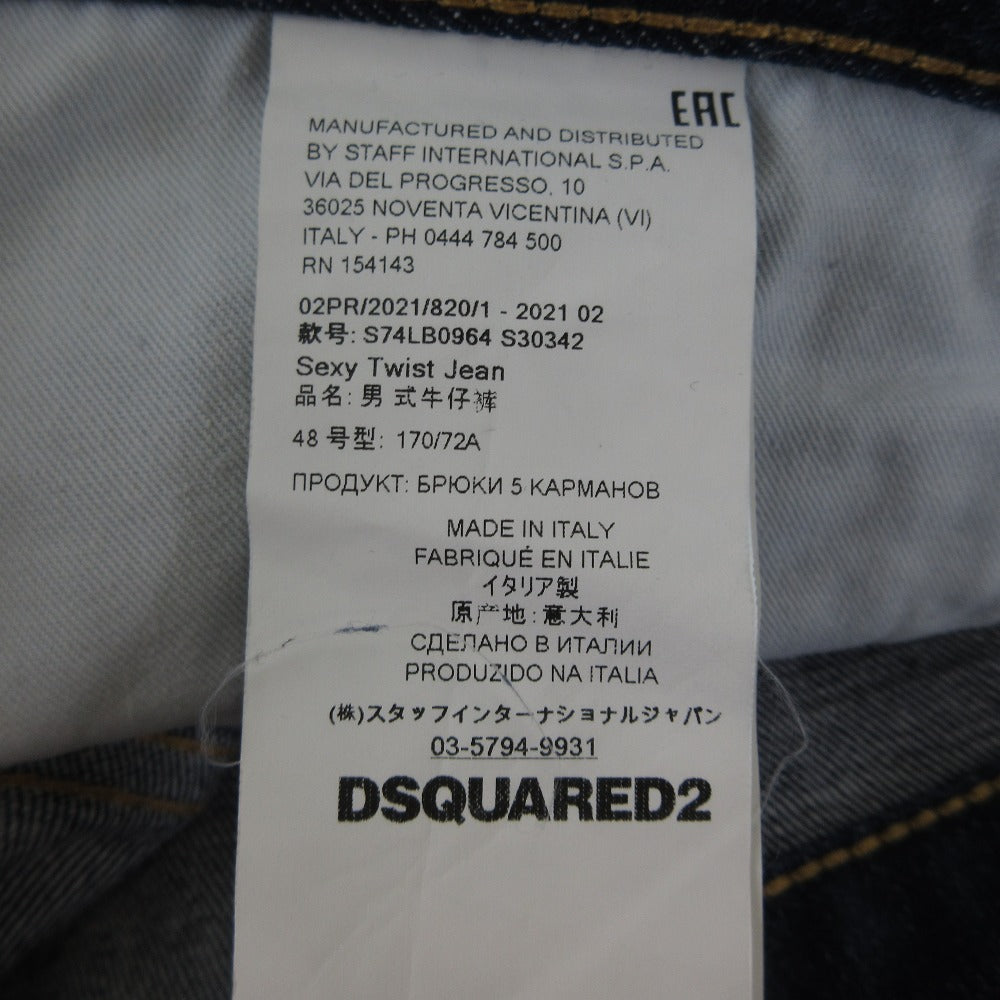 EAC
MANUFACTURED AND DISTRIBUTED
BY STAFF INTERNATIONAL S.P.A.
VIA DEL PROGRESSO, 10
36025 NOVENTA VICENTINA (VI)
ITALY - PH 0444 784 500
RN 154143
02PR/2021/820/1 - 2021 02
款号: S74LB0964 S30342
Sexy Twist Jean
品名: 男 式牛仔裤
48 号型: 170/72A
ПРОДУКТ: БРЮКИ 5 КАРМАНОВ
MADE IN ITALY
FABRIQUÉ EN ITALIE
イタリア製
原产地: 意大利
СДЕЛАНО В ИТАЛИИ
PRODUZIDO NA ITALIA
(株)スタッフインターナショナルジャパン
03-5794-9931
DSQUARED2